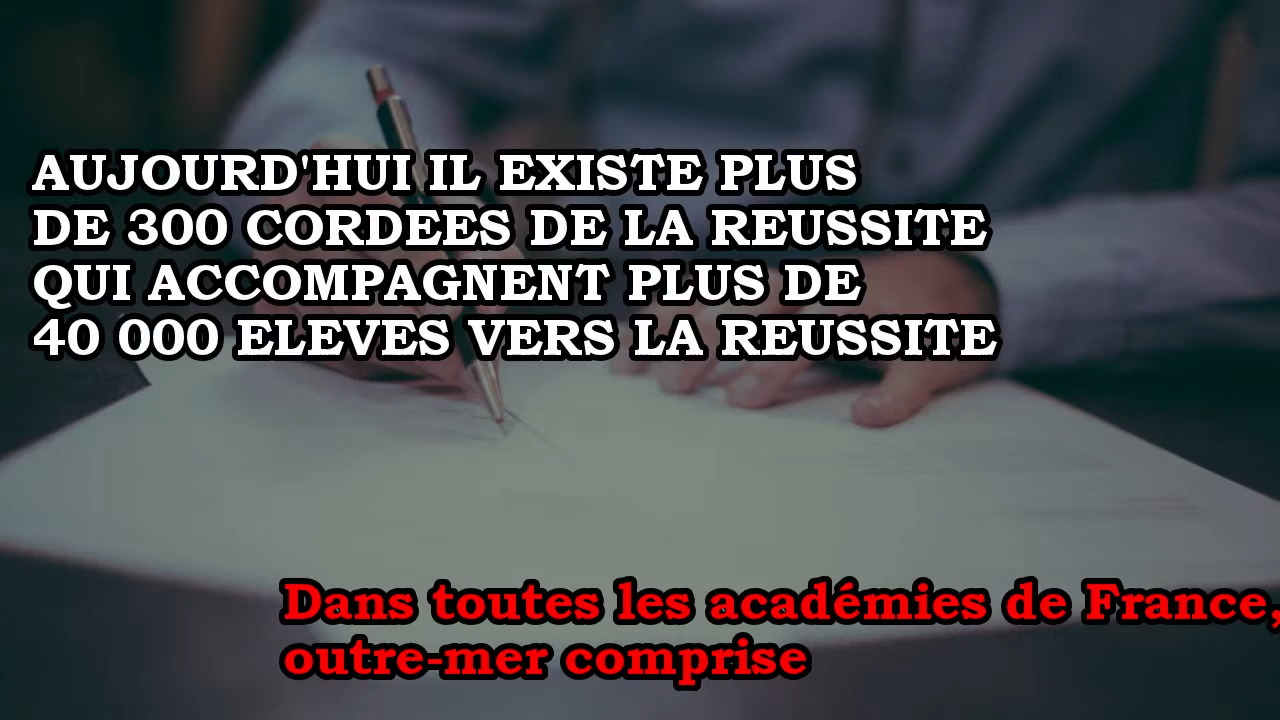 AUJOURD'HUI IL EXISTE PLUS
DE 300 CORDEES DE LA REUSSITE
QUI ACCOMPAGNENT PLUS DE
40 000 ELEVES VERS LA REUSSITE
Dans toutes les académies de France,
outre-mer comprise